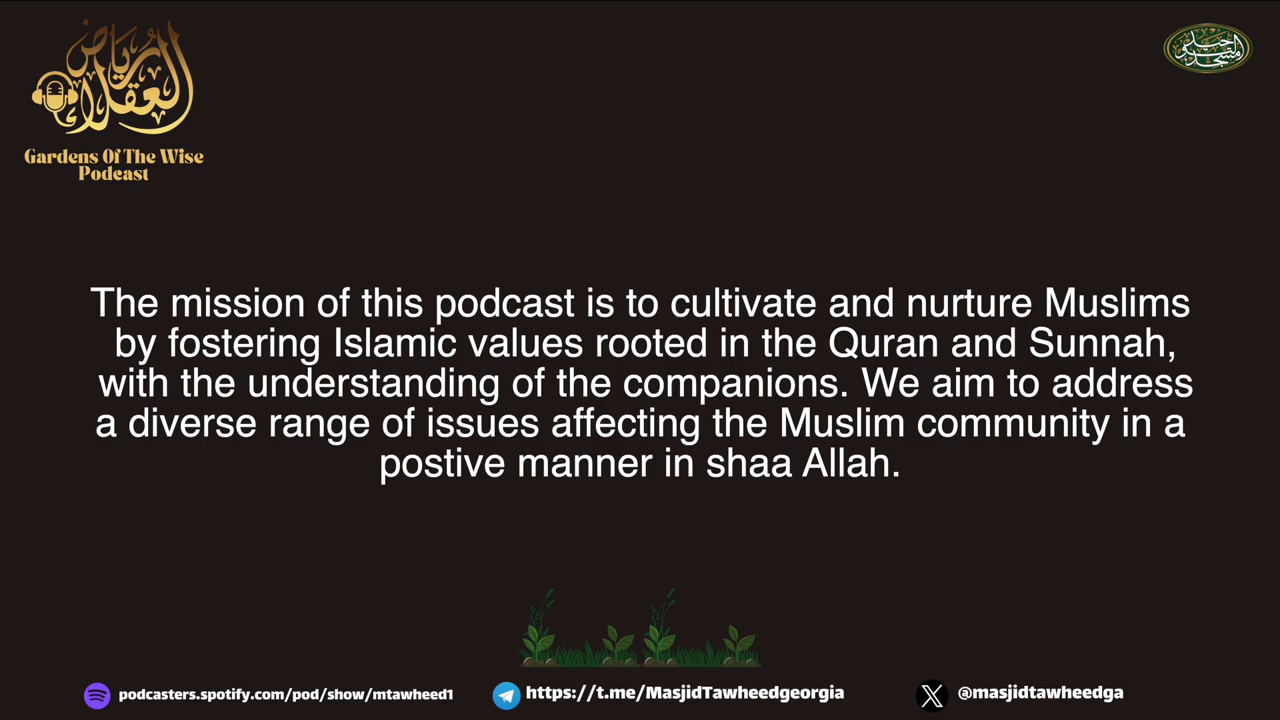 رياض
العقلاء
Gardens Of The Wise
Podcast
The mission of this podcast is to cultivate and nurture Muslims
by fostering Islamic values rooted in the Quran and Sunnah,
with the understanding of the companions. We aim to address
a diverse range of issues affecting the Muslim community in a
postive manner in shaa Allah.
podcasters.spotify.com/pod/show/mtawheed1
https://t.me/MasjidTawheedgeorgia
@masjidtawheedga